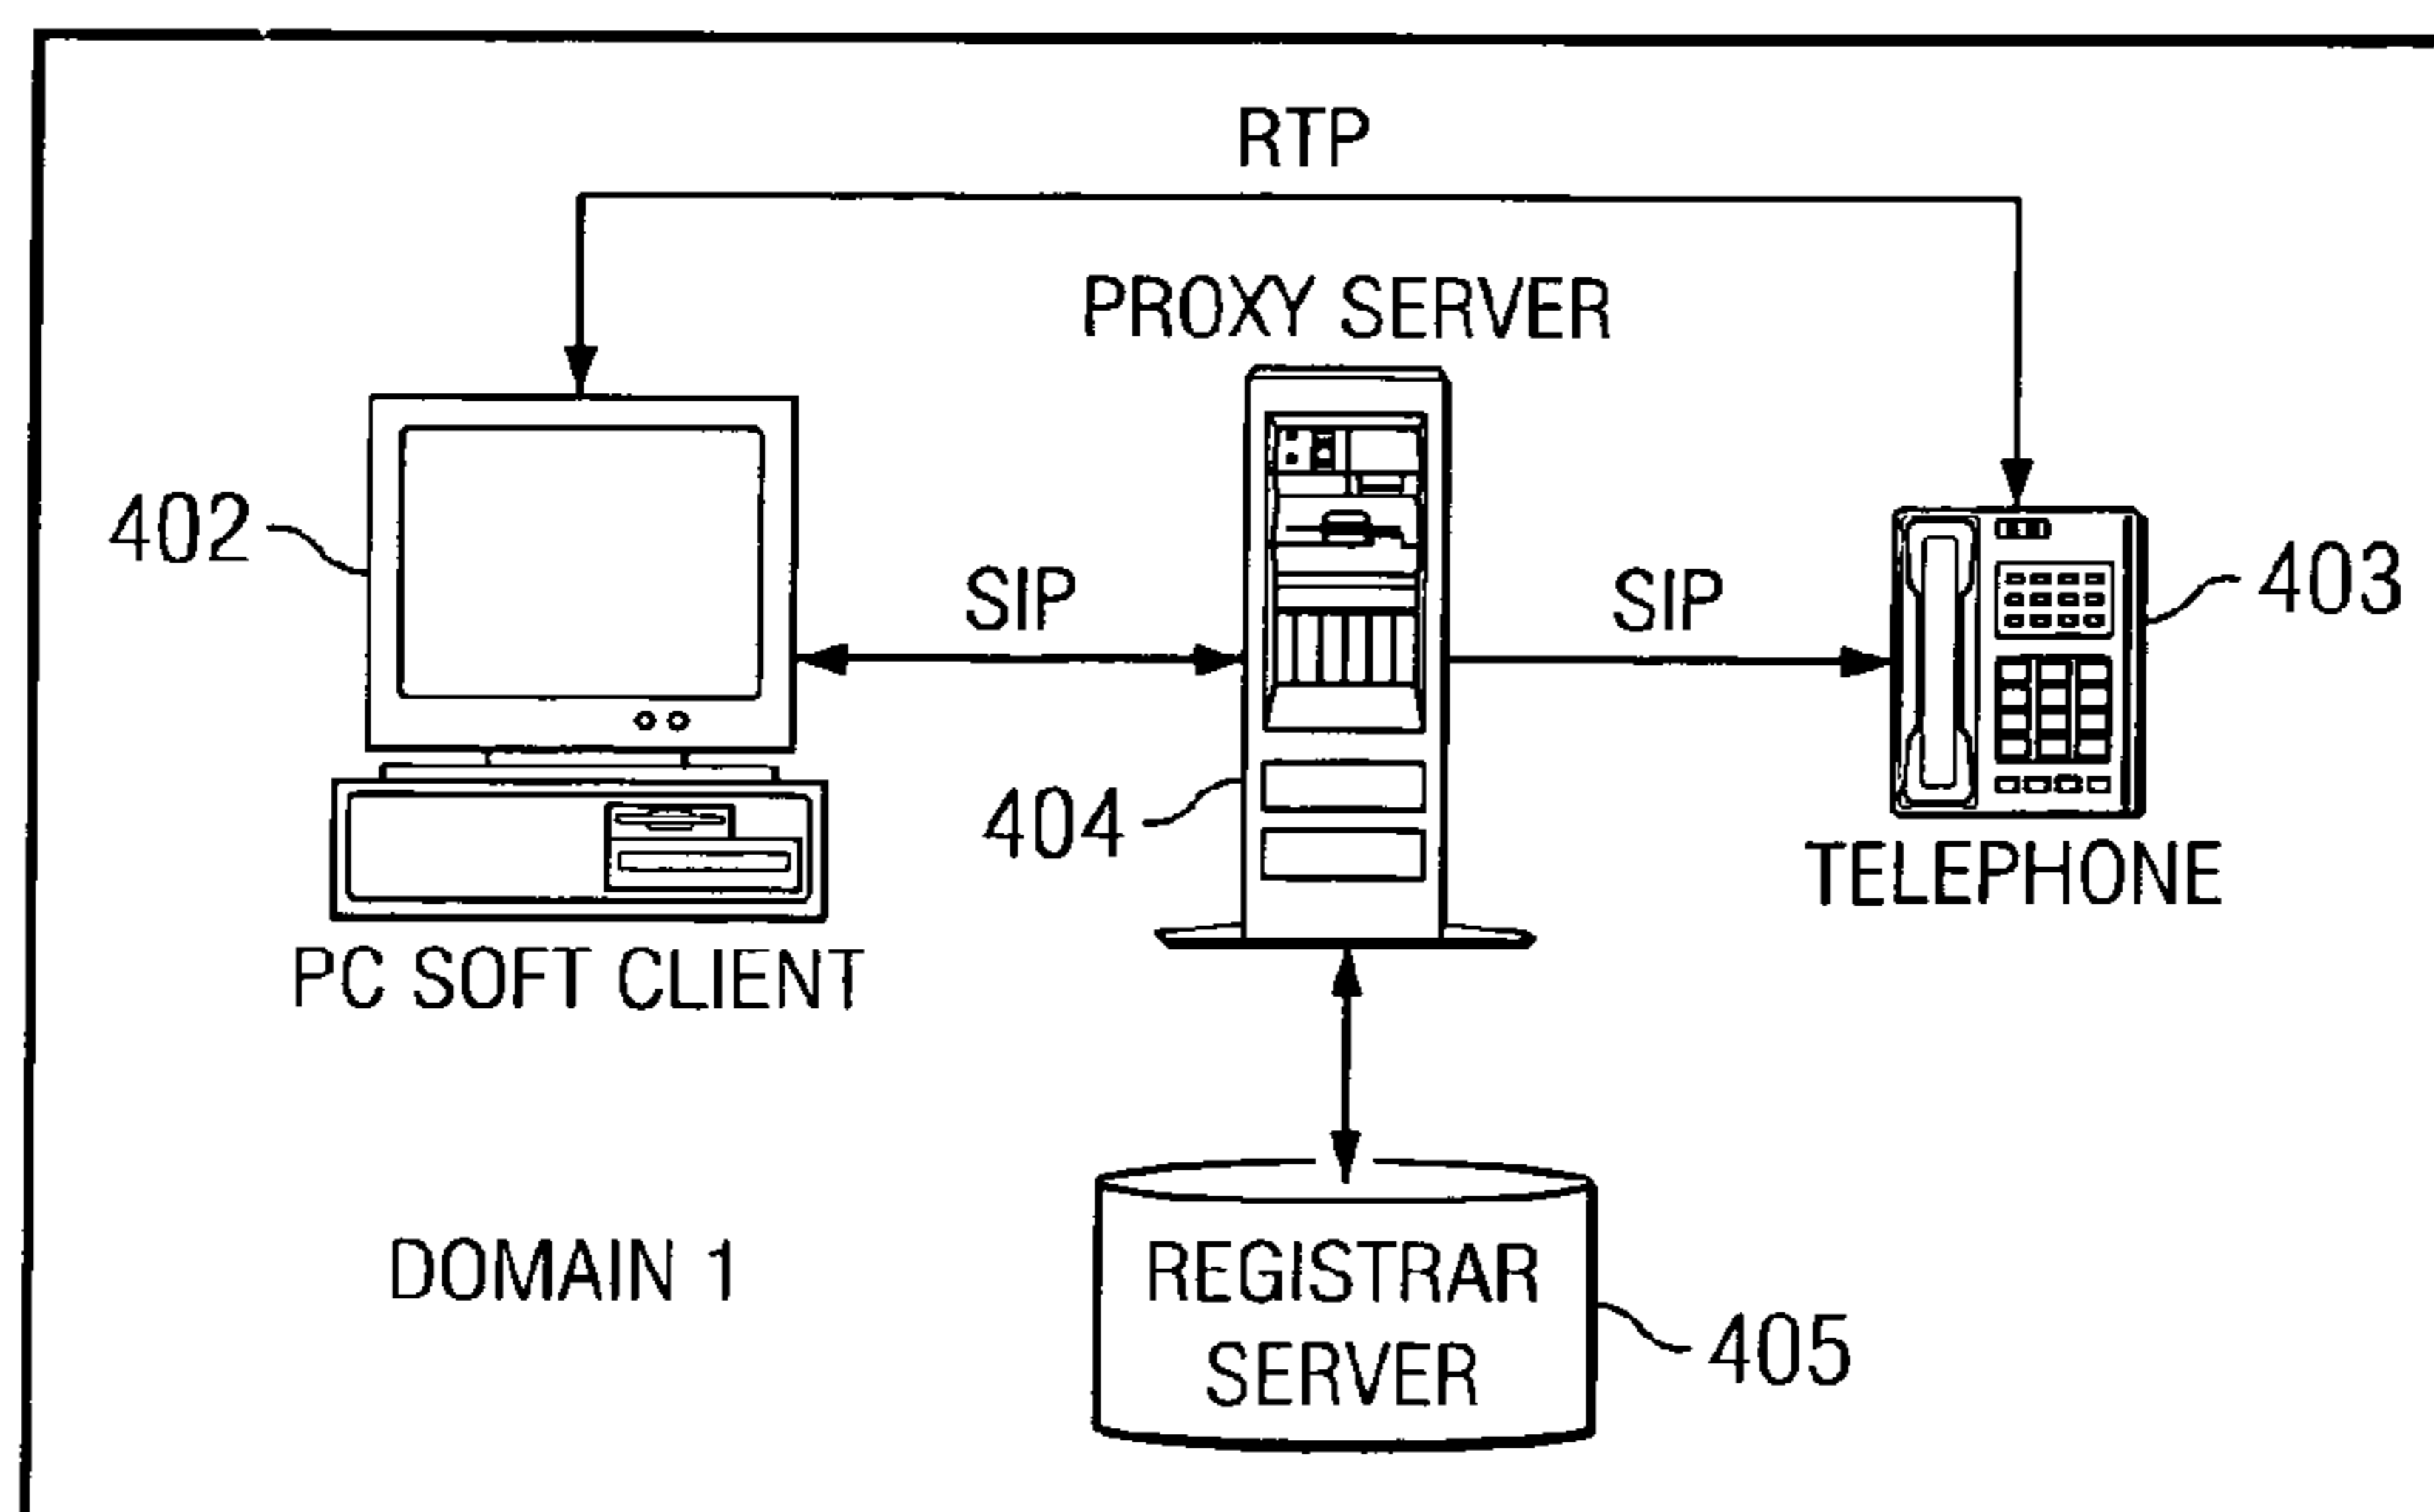 RTP
PROXY SERVER
402
SIP
SIP
403
404
TELEPHONE
PC SOFT CLIENT
DOMAIN 1
REGISTRAR
SERVER
405